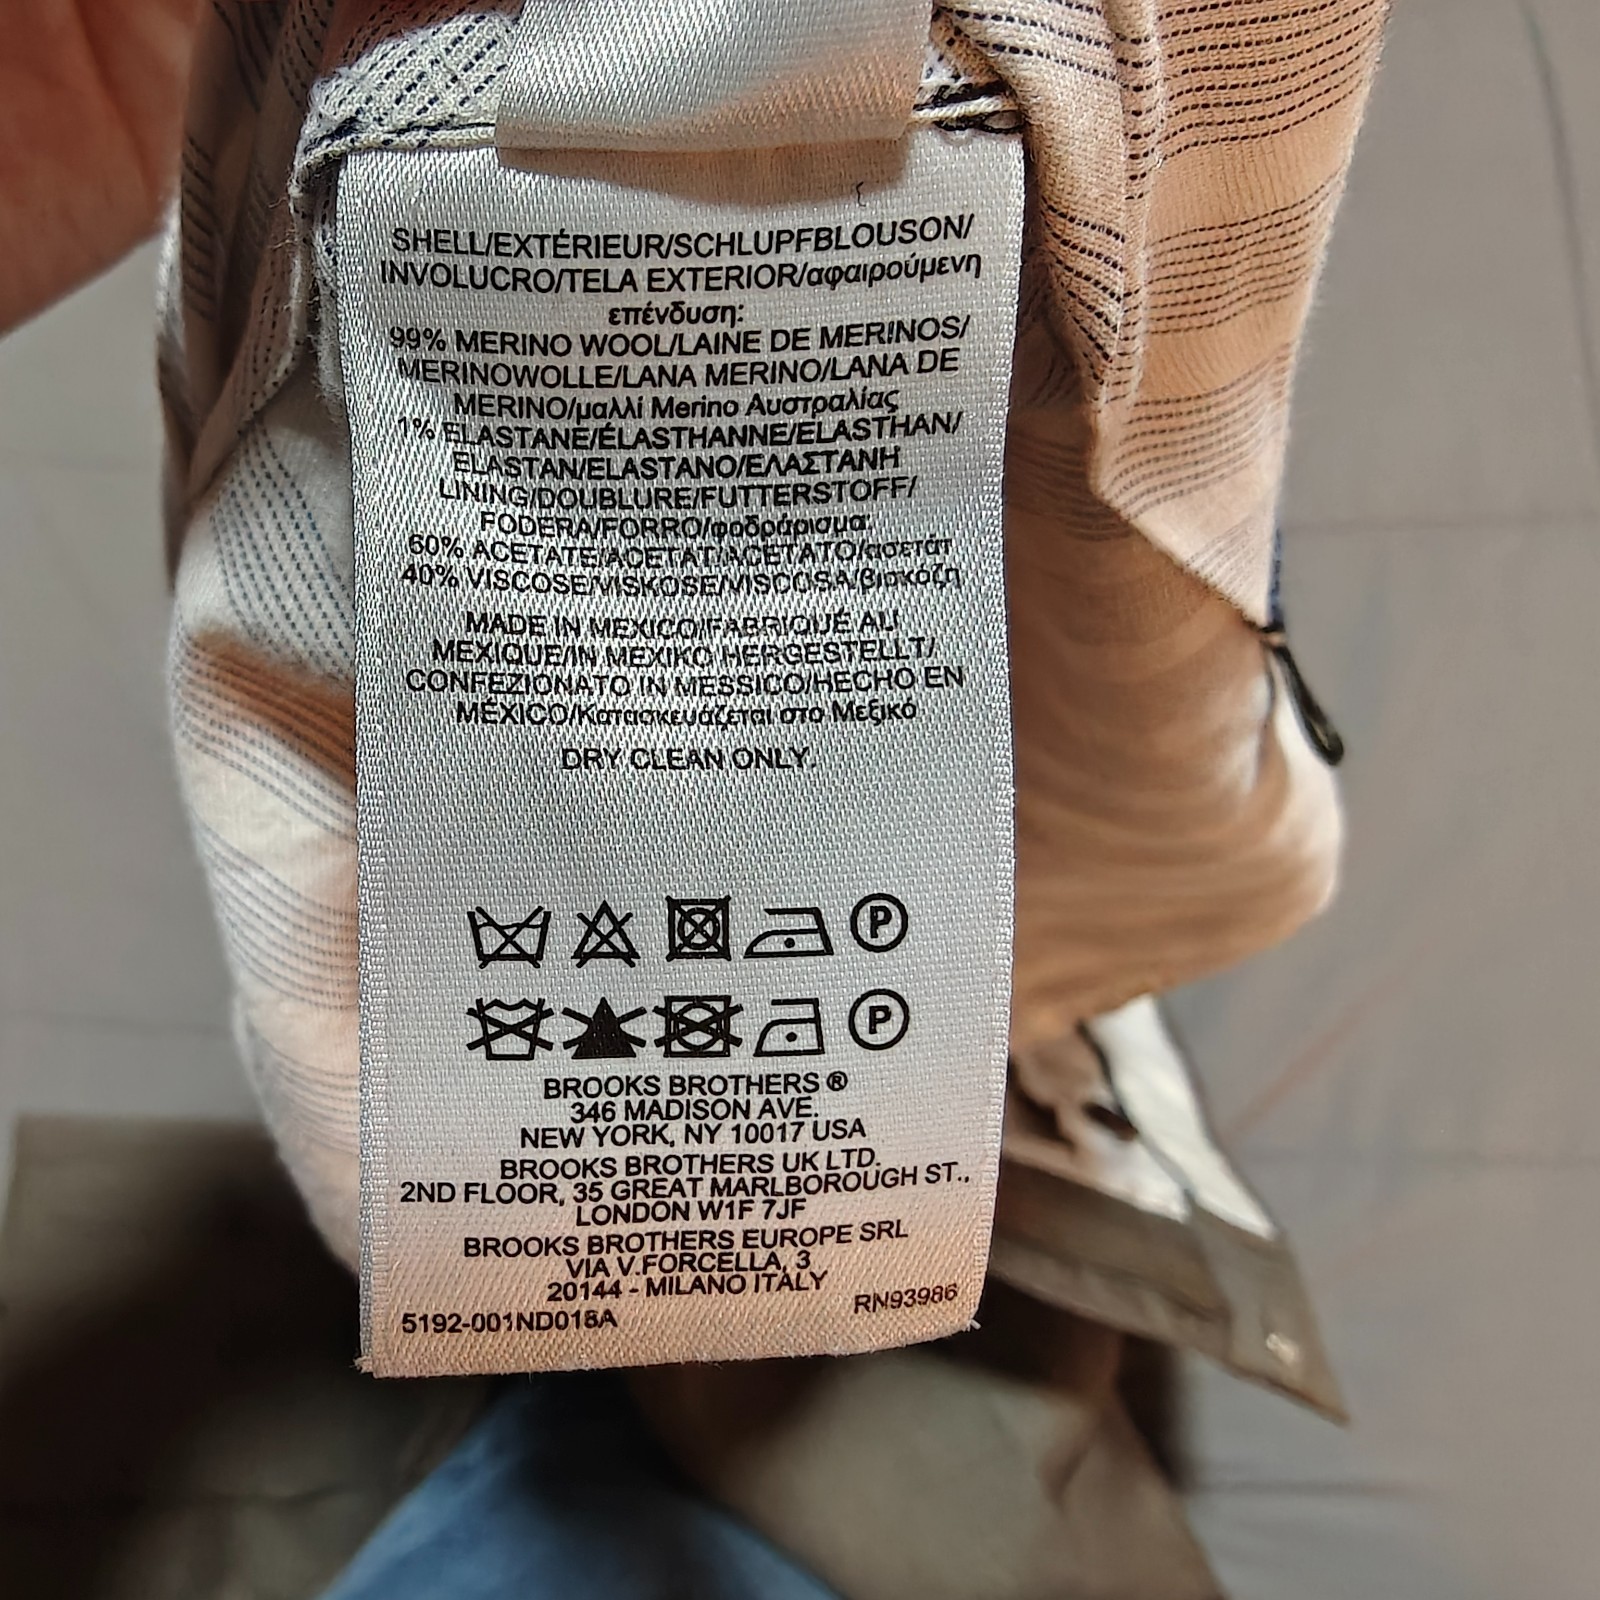 SHELL/EXTÉRIEUR/SCHLUPFBLOUSON/
INVOLUCRO/TELA EXTERIOR/αφαιρούμενη
επένδυση:
99% MERINO WOOL/LAINE DE MERINOS/
MERINOWOLLE/LANA MERINO/LANA DE
MERINO/μαλλί Merino Αυστραλίας
1% ELASTANE/ÉLASTHANNE/ELASTHAN/
ELASTAN/ELASTANO/ΕΛΑΣΤΑΝΗ
LINING/DOUBLURE/FUTTERSTOFF/
FODERA/FORRO/φοδράρισμα:
60% ACETATE/ACETAT/ACETATO/ασετάτ
40% VISCOSE/VISKOSE/VISCOSA/βισκόζη
MADE IN MEXICO/FABRIQUÉ AU
MEXIQUE/IN MEXIKO HERGESTELLT/
CONFEZIONATO IN MESSICO/HECHO EN
MÉXICO/Κατασκευάζεται στο Μεξικό
DRY CLEAN ONLY.
P
P
BROOKS BROTHERS ®
346 MADISON AVE.
NEW YORK, NY 10017 USA
BROOKS BROTHERS UK LTD.
2ND FLOOR, 35 GREAT MARLBOROUGH ST.,
LONDON W1F 7JF
BROOKS BROTHERS EUROPE SRL
VIA V.FORCELLA, 3
20144 - MILANO ITALY
5192-001ND018A RN93986